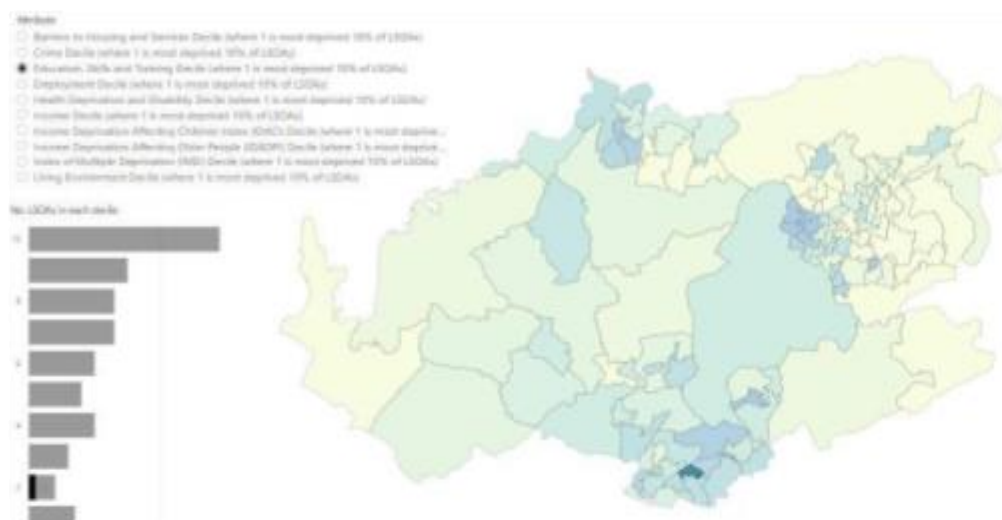 Attribute
Barriers to Housing and Services Decile (where 1 is most deprived 10% of LSOAs)
Crime Decile (where 1 is most deprived 10% of LSOAs)
Education, Skills and Training Decile (where 1 is most deprived 10% of LSOAs)
Employment Decile (where 1 is most deprived 10% of LSOAs)
Health Deprivation and Disability Decile (where 1 is most deprived 10% of LSOAs)
Income Decile (where 1 is most deprived 10% of LSOAs)
Income Deprivation Affecting Children Index (IDACI) Decile (where 1 is most deprive...
Income Deprivation Affecting Older People (IDAOPI) Decile (where 1 is most deprive...
Index of Multiple Deprivation (IMD) Decile (where 1 is most deprived 10% of LSOAs)
Living Environment Decile (where 1 is most deprived 10% of LSOAs)
No. LSOAs in each decile
10
8
6
4
2